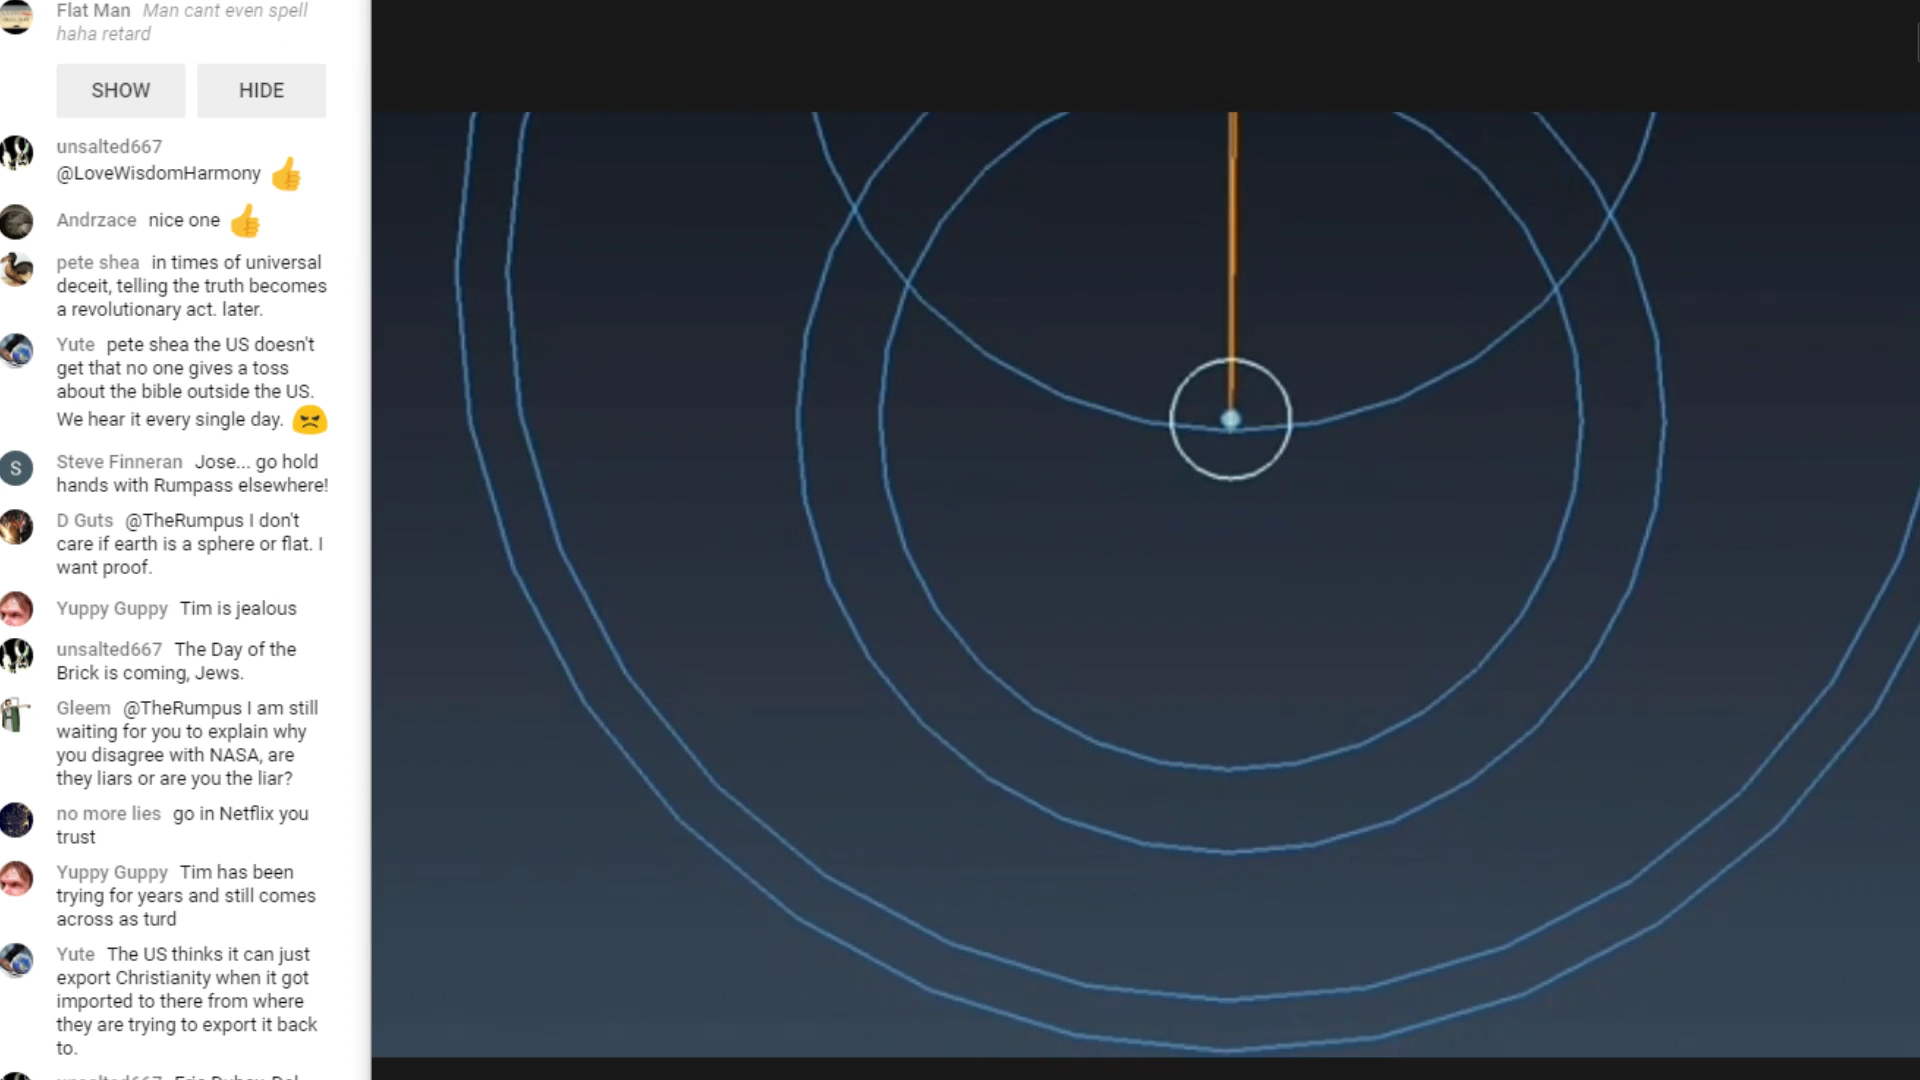 Flat Man Man cant even spell
haha retard
SHOW HIDE
unsalted667
@LoveWisdomHarmony
Andrzace nice one
pete shea in times of universal
deceit, telling the truth becomes
a revolutionary act. later.
Yute pete shea the US doesn't
get that no one gives a toss
about the bible outside the US.
We hear it every single day.
Steve Finneran Jose... go hold
S
hands with Rumpass elsewhere!
D Guts @TheRumpus I don't
care if earth is a sphere or flat. I
want proof.
Yuppy Guppy Tim is jealous
unsalted667 The Day of the
Brick is coming, Jews.
Gleem @TheRumpus I am still
waiting for you to explain why
you disagree with NASA, are
they liars or are you the liar?
no more lies go in Netflix you
trust
Yuppy Guppy Tim has been
trying for years and still comes
across as turd
Yute The US thinks it can just
export Christianity when it got
imported to there from where
they are trying to export it back
to.